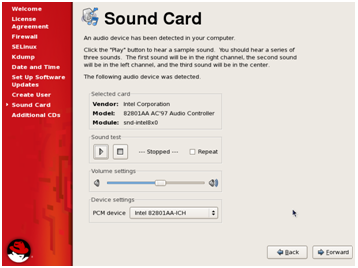 Welcome
License
Agreement
Firewall
SELinux
Kdump
Date and Time
Set Up Software
Updates
Create User
Sound Card
Additional CDs
Sound Card
An audio device has been detected in your computer.
Click the "Play" button to hear a sample sound. You should hear a series of
three sounds. The first sound will be in the right channel, the second sound
will be in the left channel, and the third sound will be in the center.
The following audio device was detected.
Selected card
Vendor: Intel Corporation
Model: 82801AA AC'97 Audio Controller
Module: snd-intel8x0
Sound test
--- Stopped ---
Repeat
Volume settings
Device settings
PCM device
Intel 82801AA-ICH
Back
Forward